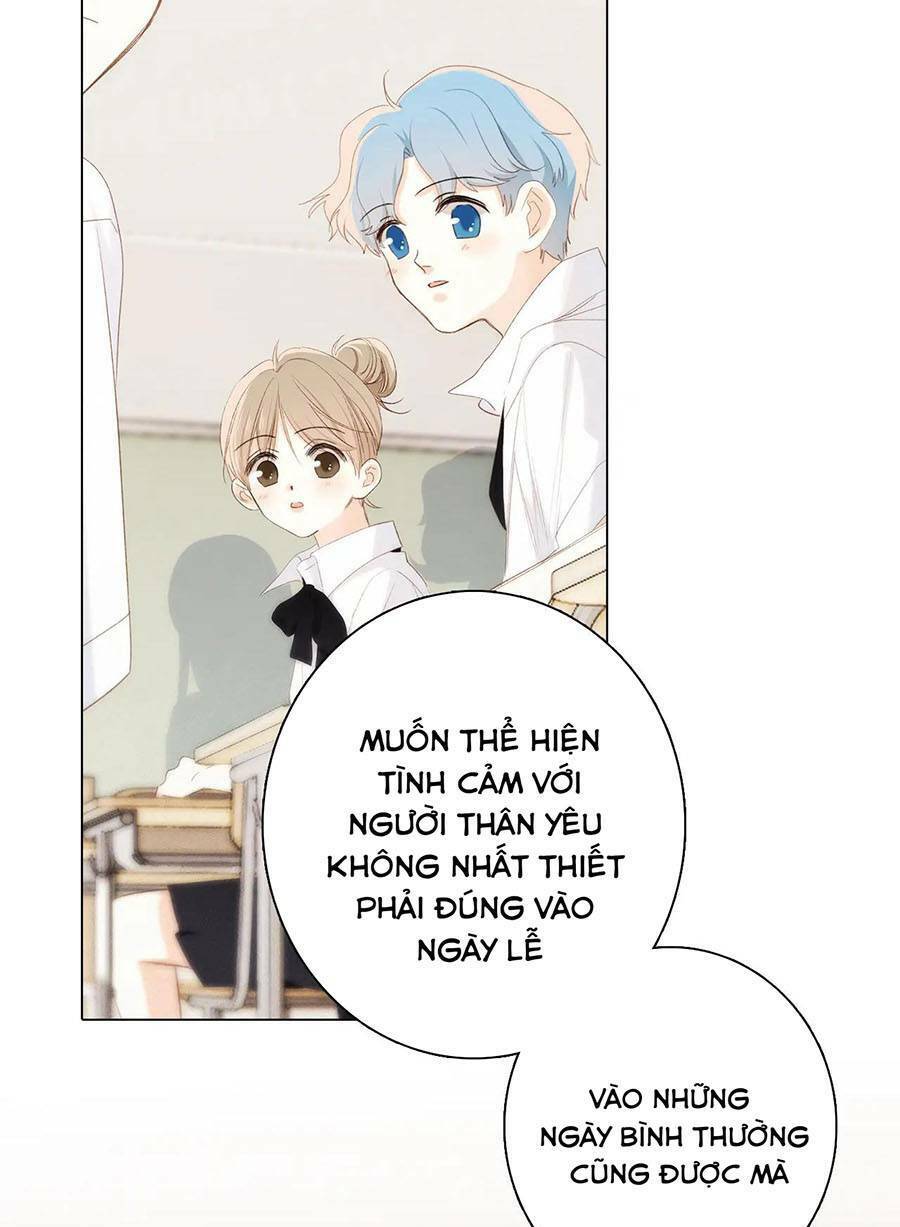 MUỐN THỂ HIỆN
TÌNH CẢM VỚI
NGƯỜI THÂN YÊU
KHÔNG NHẤT THIẾT
PHẢI ĐÚNG VÀO
NGÀY LỄ
VÀO NHỮNG
NGÀY BÌNH THƯỜNG
CŨNG ĐƯỢC MÀ